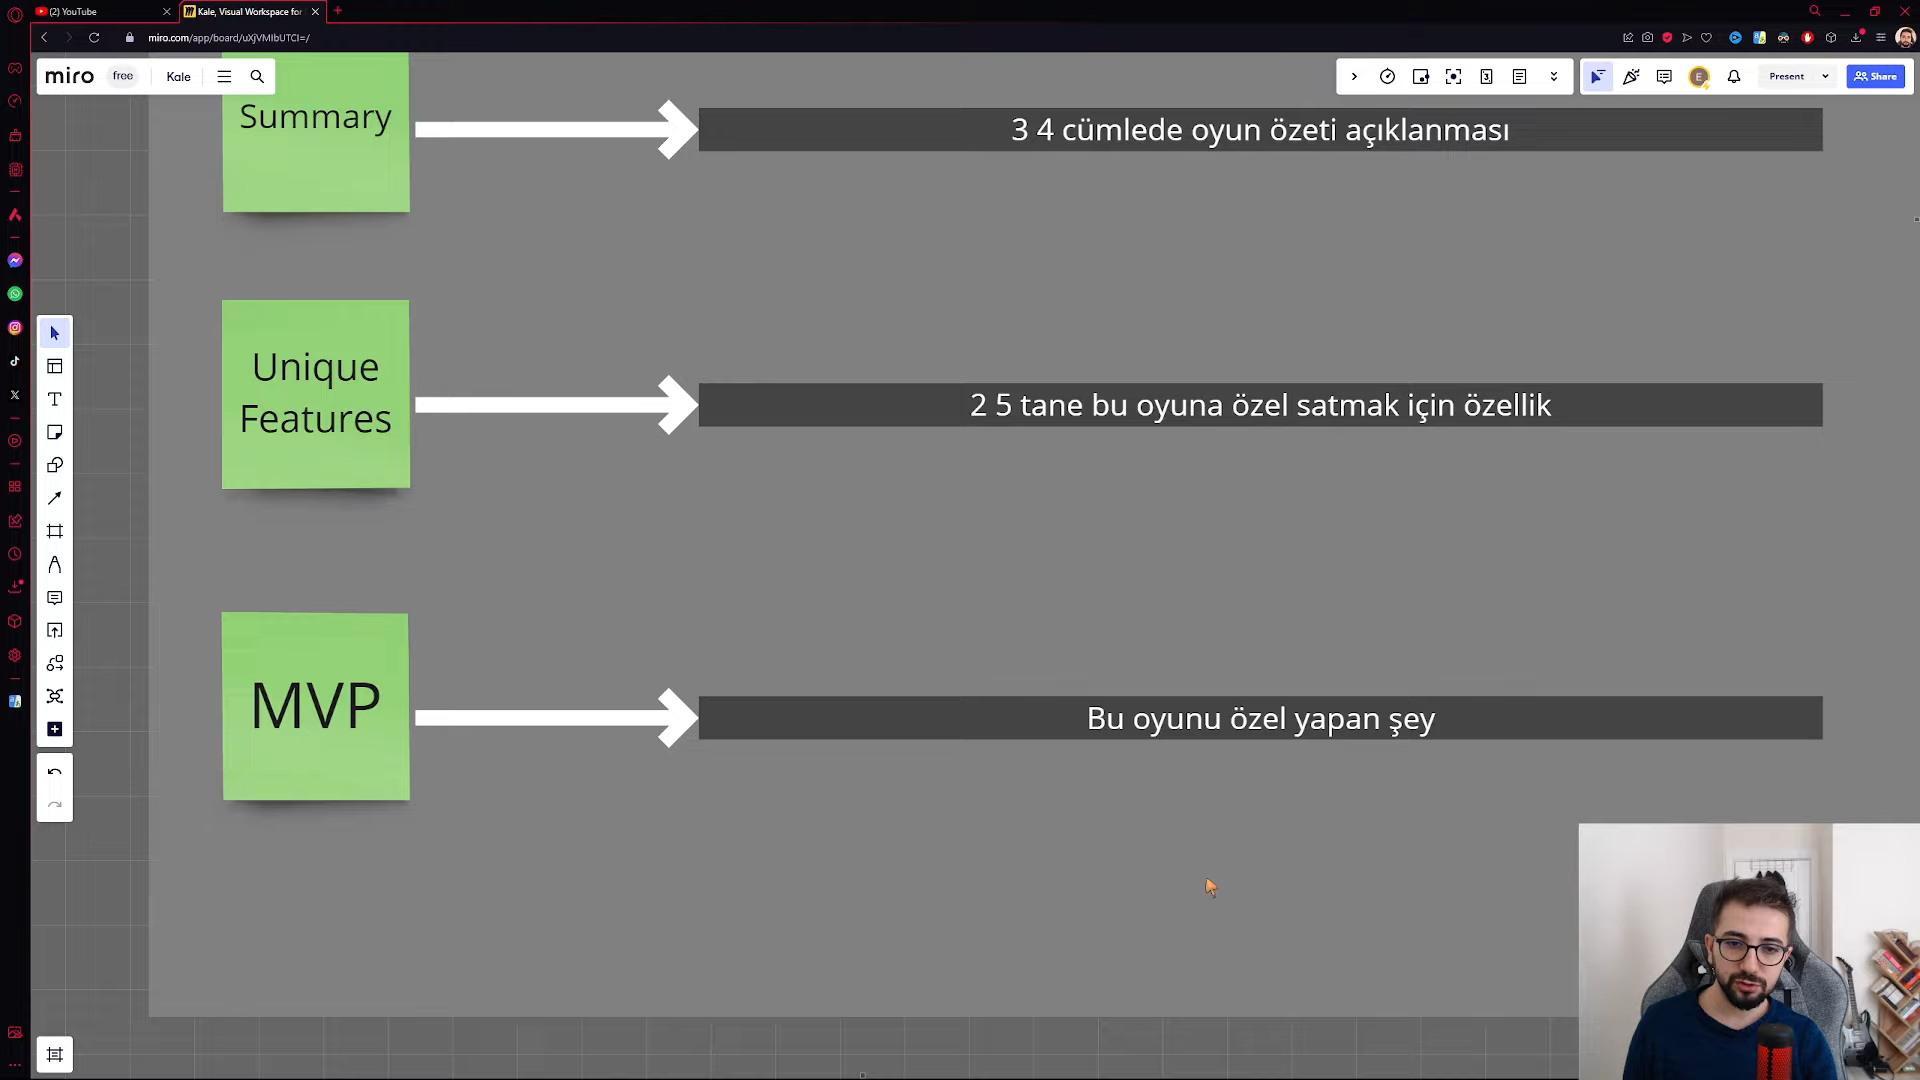 (2) YouTube
Kale, Visual Workspace for
miro.com/app/board/uXjVMIbUTCI=/
miro
free
Kale
Present
Share
E
Summary
3 4 cümlede oyun özeti açıklanması
Unique
Features
2 5 tane bu oyuna özel satmak için özellik
MVP
Bu oyunu özel yapan şey